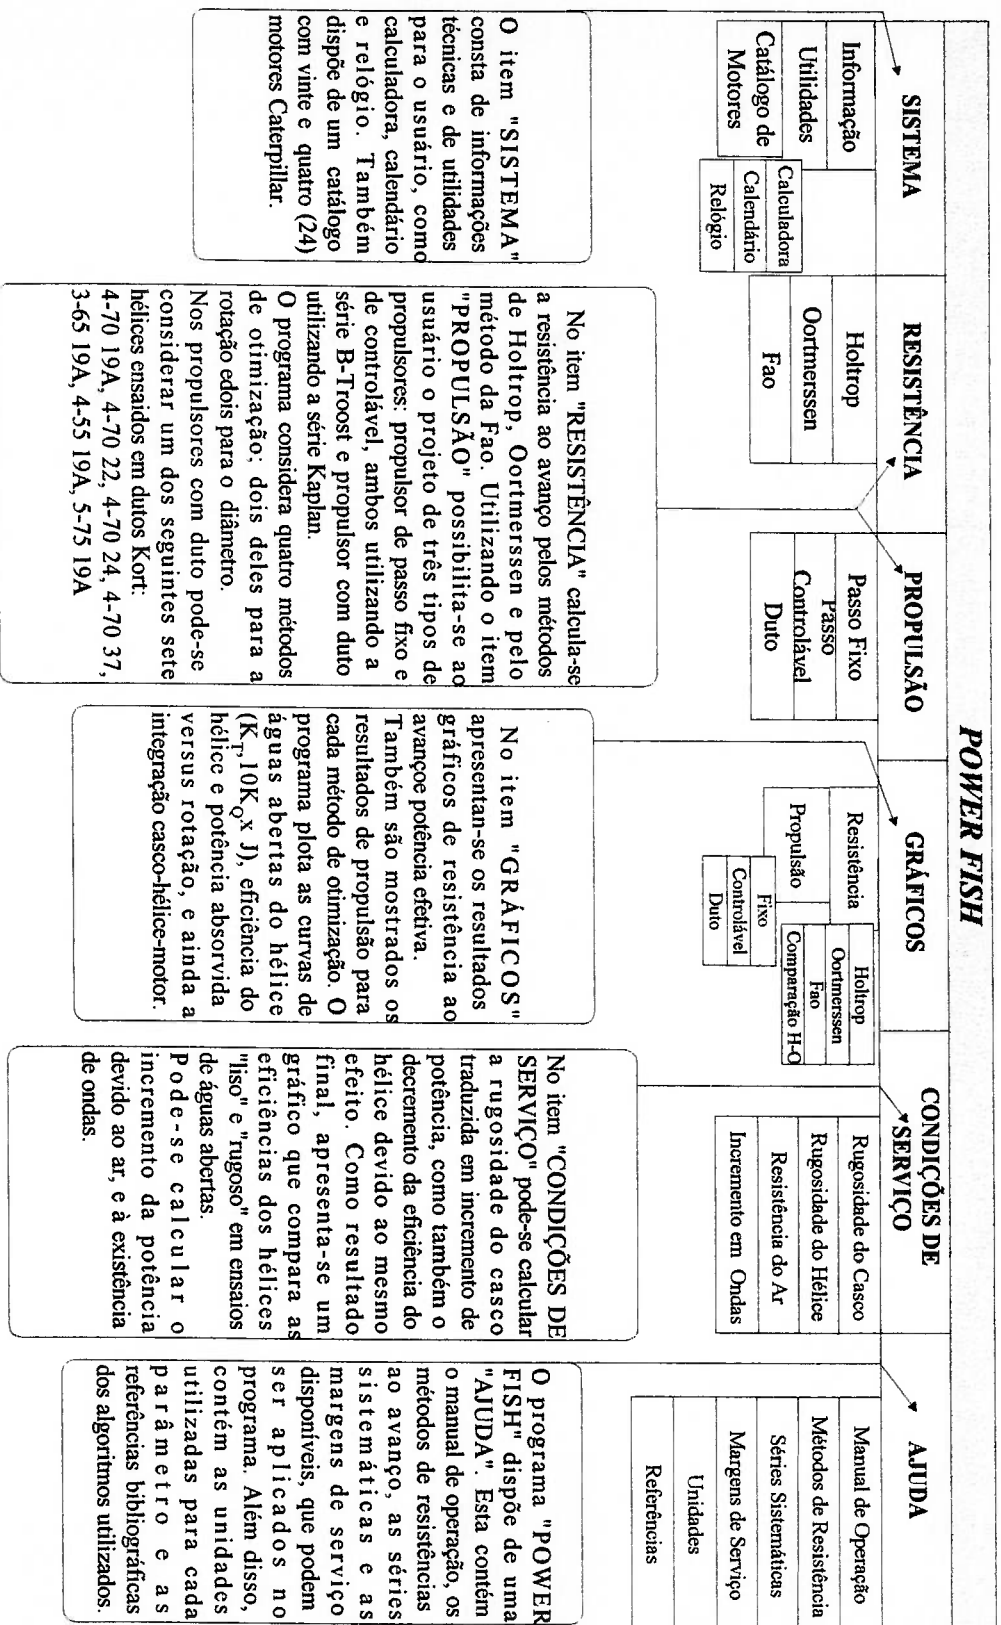 POWER FISH
SISTEMA
RESISTÊNCIA
PROPULSÃO
GRÁFICOS
CONDIÇÕES DE
SERVIÇO
AJUDA
Informação
Utilidades
Catálogo de
Motores
Calculadora
Calendário
Relógio
Holtrop
Oortmerssen
Fao
Passo Fixo
Passo
Controlável
Duto
Resistência
Propulsão
Holtrop
Oortmerssen
Fao
Comparação H-O
Fixo
Controlável
Duto
Rugosidade do Casco
Rugosidade do Hélice
Resistência do Ar
Incremento em Ondas
Manual de Operação
Métodos de Resistência
Séries Sistemáticas
Margens de Serviço
Unidades
Referências
O item "SISTEMA"
consta de informações
técnicas e de utilidades
para o usuário, como
calculadora, calendário
e relógio. Também
dispõe de um catálogo
com vinte e quatro (24)
motores Caterpillar.
No item "RESISTÊNCIA" calcula-se
a resistência ao avanço pelos métodos
de Holtrop, Oortmerssen e pelo
método da Fao. Utilizando o item
"PROPULSÃO" possibilita-se ao
usuário o projeto de três tipos de
propulsores: propulsor de passo fixo e
de controlável, ambos utilizando a
série B-Troost e propulsor com duto
utilizando a série Kaplan.
O programa considera quatro métodos
de otimização; dois deles para a
rotação edois para o diâmetro.
Nos propulsores com duto pode-se
considerar um dos seguintes sete
hélices ensaidos em dutos Kort:
4-70 19A, 4-70 22, 4-70 24, 4-70 37,
3-65 19A, 4-55 19A, 5-75 19A
No item "GRÁFICOS"
apresentan-se os resultados
gráficos de resistência ao
avançoe potência efetiva.
Também são mostrados os
resultados de propulsão para
cada método de otimização. O
programa plota as curvas de
águas abertas do hélice
(KT, 10KQ x J), eficiência do
hélice e potência absorvida
versus rotação, e ainda a
integração casco-hélice-motor.
No item "CONDIÇÕES DE
SERVIÇO" pode-se calcular
a rugosidade do casco
traduzida em incremento de
potência, como também o
decremento da eficiência do
hélice devido ao mesmo
efeito. Como resultado
final, apresenta-se um
gráfico que compara as
eficiências dos hélices
"liso" e "rugoso" em ensaios
de águas abertas.
Pode-se calcular o
incremento da potência
devido ao ar, e à existência
de ondas.
O programa "POWER
FISH" dispõe de uma
"AJUDA". Esta contém
o manual de operação, os
métodos de resistências
ao avanço, as séries
sistemáticas e as
margens de serviço
disponíveis, que podem
ser aplicados no
programa. Além disso,
contém as unidades
utilizadas para cada
parâmetro e as
referências bibliográficas
dos algoritmos utilizados.